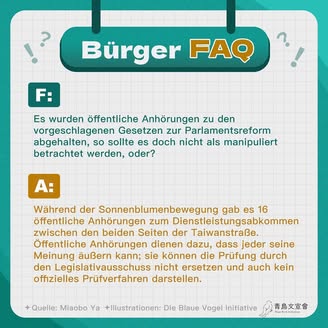 Bürger FAQ
F:
Es wurden öffentliche Anhörungen zu den
vorgeschlagenen Gesetzen zur Parlamentsreform
abgehalten, so sollte es doch nicht als manipuliert
betrachtet werden, oder?
A:
Während der Sonnenblumenbewegung gab es 16
öffentliche Anhörungen zum Dienstleistungsabkommen
zwischen den beiden Seiten der Taiwanstraße.
Öffentliche Anhörungen dienen dazu, dass jeder seine
Meinung äußern kann; sie können die Prüfung durch
den Legislativausschuss nicht ersetzen und auch kein
offizielles Prüfverfahren darstellen.
✦Quelle: Miaobo Ya ✦Illustrationen: Die Blaue Vogel Initiative 青鳥文宣會